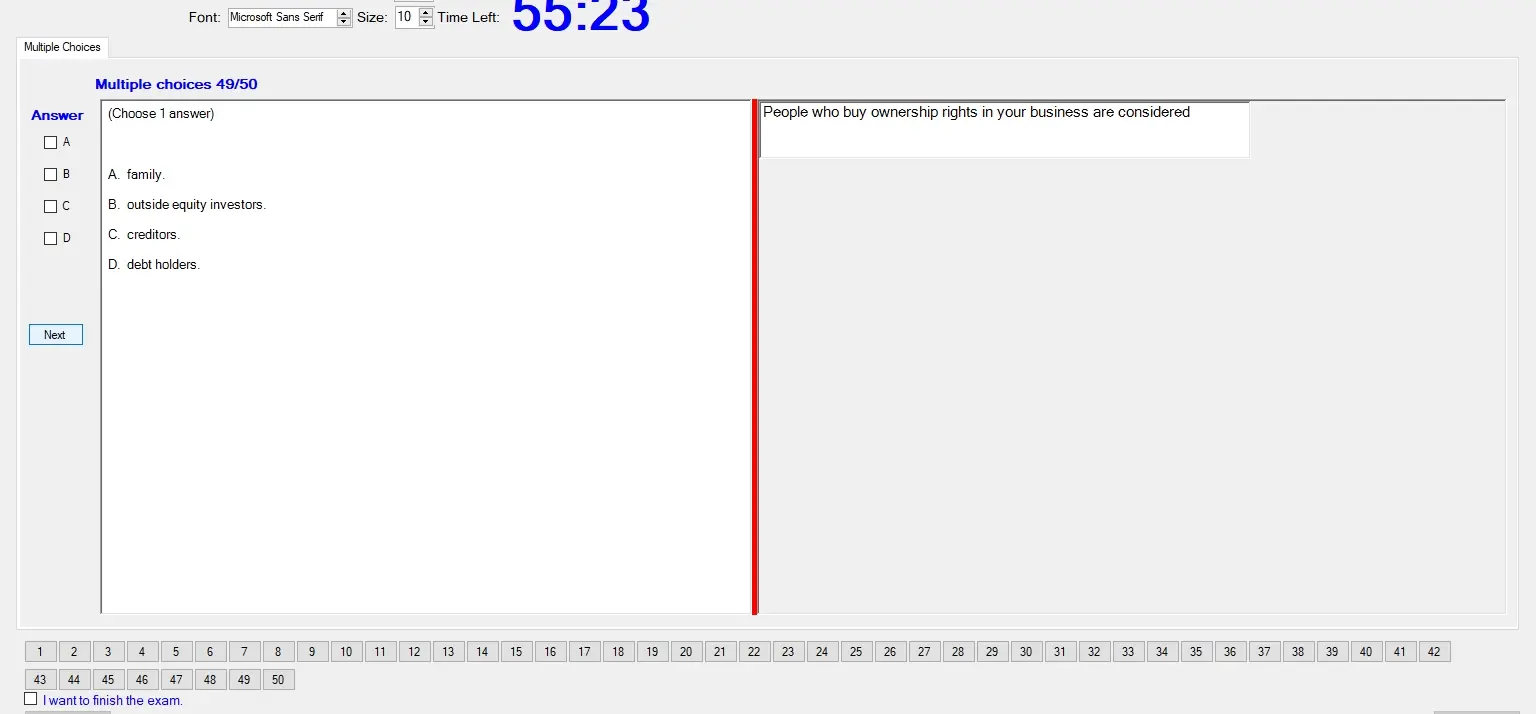 Font: Microsoft Sans Serif Size: 10 Time Left: 55:23
Multiple Choices
Multiple choices 49/50
Answer
A
B
C
D
Next
(Choose 1 answer)
A. family.
B. outside equity investors.
C. creditors.
D. debt holders.
People who buy ownership rights in your business are considered
1 2 3 4 5 6 7 8 9 10 11 12 13 14 15 16 17 18 19 20 21 22 23 24 25 26 27 28 29 30 31 32 33 34 35 36 37 38 39 40 41 42
43 44 45 46 47 48 49 50
I want to finish the exam.